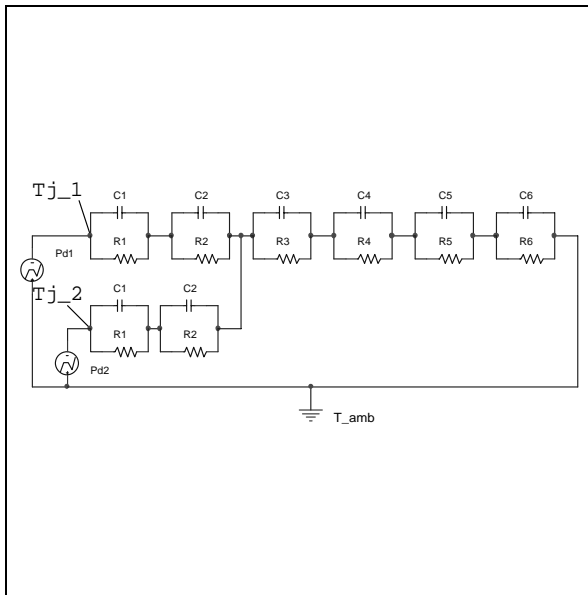 Tj_1
C1 C2 C3 C4 C5 C6
R1 R2 R3 R4 R5 R6
Pd1
Tj_2
C1 C2
R1 R2
Pd2
T_amb